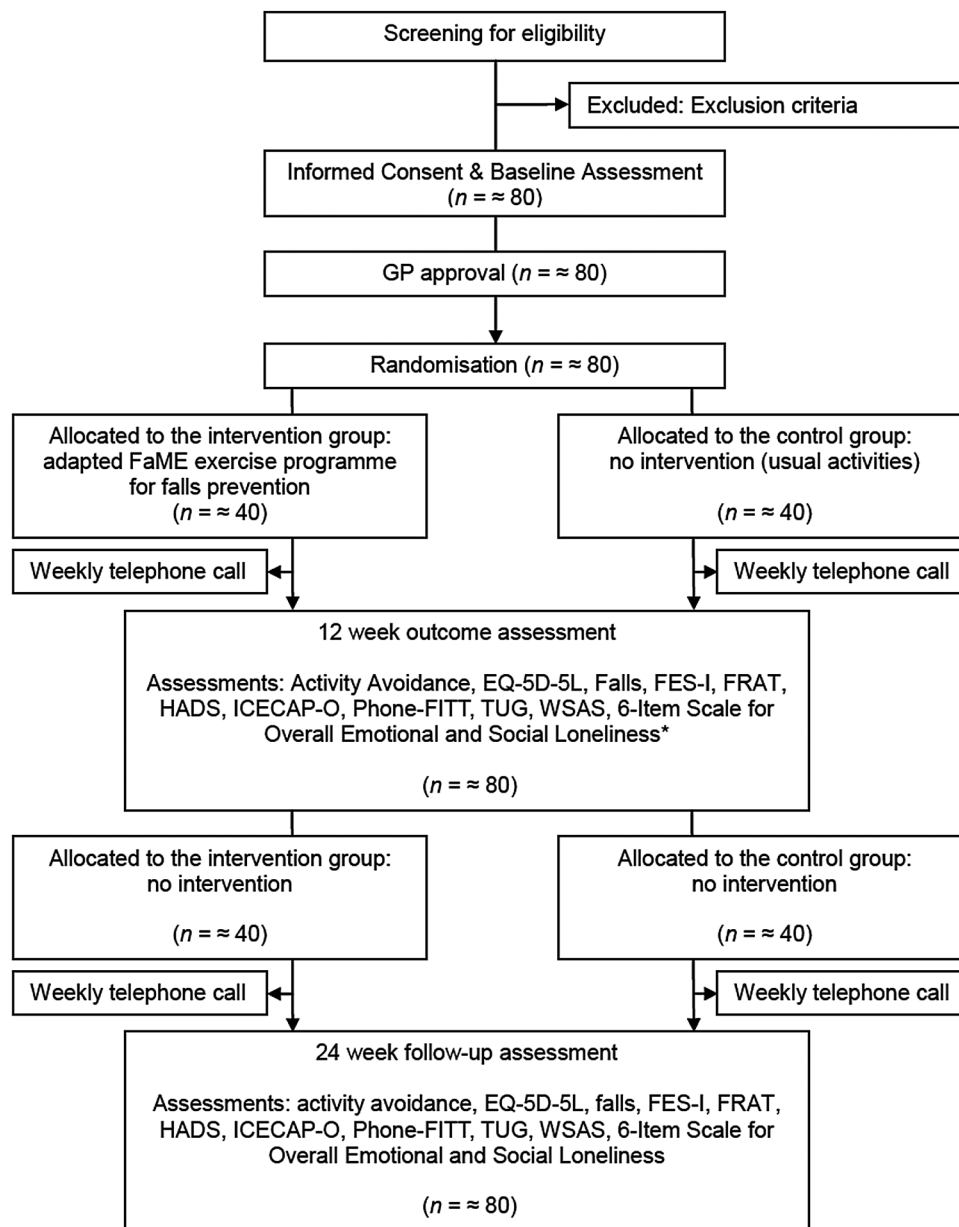 Screening for eligibility
Excluded: Exclusion criteria
Informed Consent & Baseline Assessment
(n = ≈ 80)
GP approval (n = ≈ 80)
Randomisation (n = ≈ 80)
Allocated to the intervention group:
adapted FaME exercise programme
for falls prevention
(n = ≈ 40)
Allocated to the control group:
no intervention (usual activities)
(n = ≈ 40)
Weekly telephone call
Weekly telephone call
12 week outcome assessment
Assessments: Activity Avoidance, EQ-5D-5L, Falls, FES-I, FRAT,
HADS, ICECAP-O, Phone-FITT, TUG, WSAS, 6-Item Scale for
Overall Emotional and Social Loneliness*
(n = ≈ 80)
Allocated to the intervention group:
no intervention
(n = ≈ 40)
Allocated to the control group:
no intervention
(n = ≈ 40)
Weekly telephone call
Weekly telephone call
24 week follow-up assessment
Assessments: activity avoidance, EQ-5D-5L, falls, FES-I, FRAT,
HADS, ICECAP-O, Phone-FITT, TUG, WSAS, 6-Item Scale for
Overall Emotional and Social Loneliness
(n = ≈ 80)